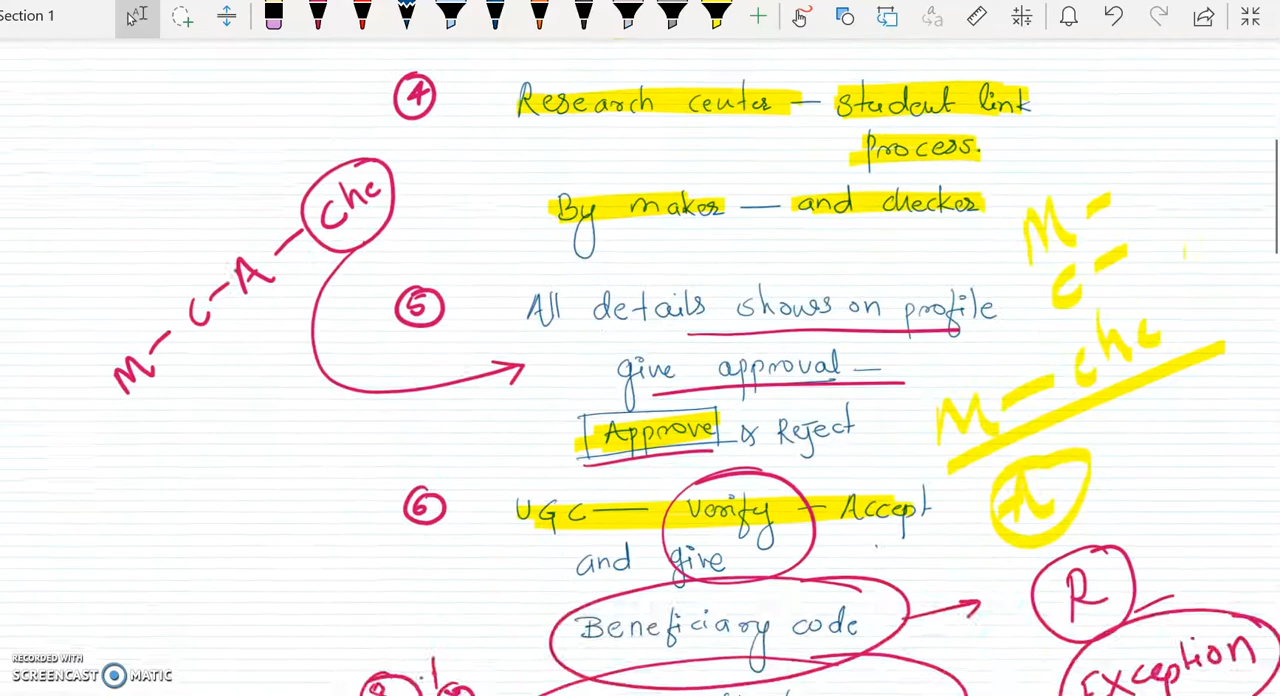 Section 1
4 Research center — student link
process.
By maker — and checker
M - C - A - Che
M -
C -
M — che
5 All details shows on profile
give approval —
Approve or Reject
6 UGC — Verify — Accept
and give
Beneficiary code
R
Exception
RECORDED WITH
SCREENCAST MATIC